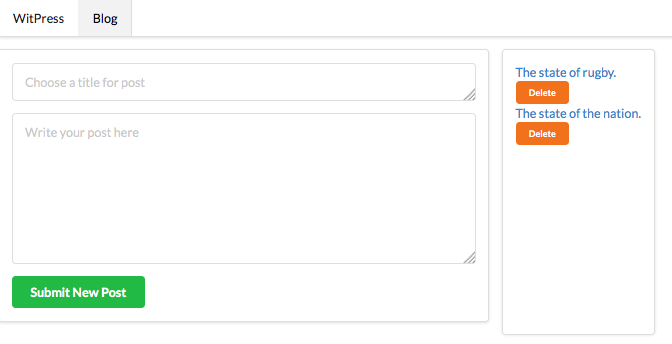 WitPress Blog
Choose a title for post
Write your post here
Submit New Post
The state of rugby.
Delete
The state of the nation.
Delete